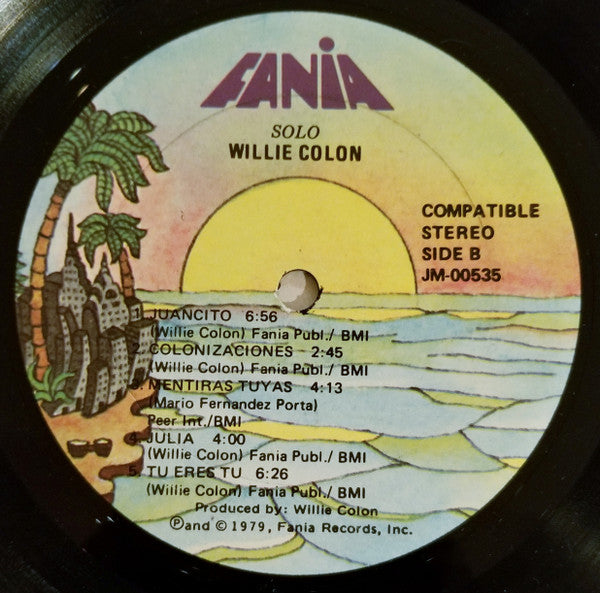 FANIA
SOLO
WILLIE COLON
COMPATIBLE
STEREO
SIDE B
JM-00535
1. JUANCITO 6:56
(Willie Colon) Fania Publ./ BMI
2. COLONIZACIONES 2:45
(Willie Colon) Fania Publ./ BMI
3. MENTIRAS TUYAS 4:13
(Mario Fernandez Porta)
Peer Int./BMI
4. JULIA 4:00
(Willie Colon) Fania Publ./ BMI
5. TU ERES TU 6:26
(Willie Colon) Fania Publ./ BMI
Produced by: Willie Colon
℗and © 1979, Fania Records, Inc.